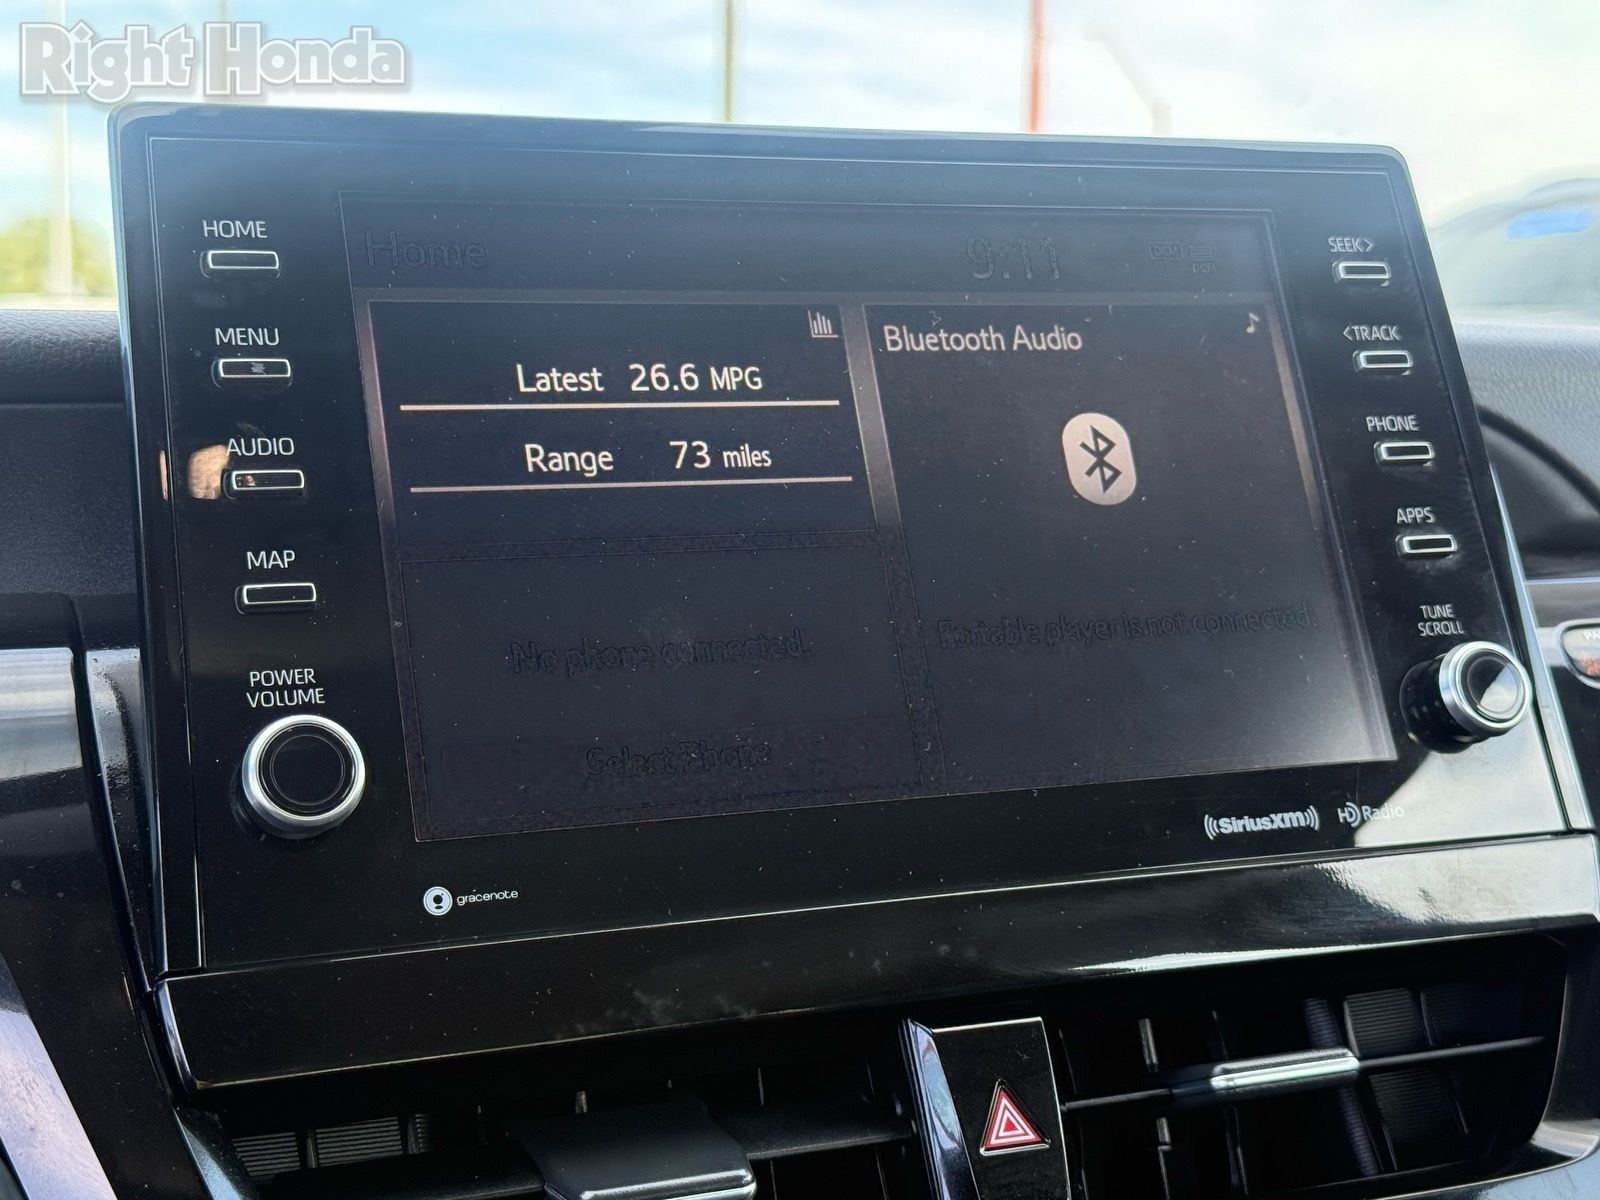 Right Honda
HOME
MENU
AUDIO
MAP
POWER
VOLUME
Home
9:11
DCM
Latest 26.6 MPG
Range 73 miles
No phone connected.
Select Phone
Bluetooth Audio
Portable player is not connected.
SEEK>
<TRACK
PHONE
APPS
TUNE
SCROLL
gracenote
((SiriusXM))
HD Radio